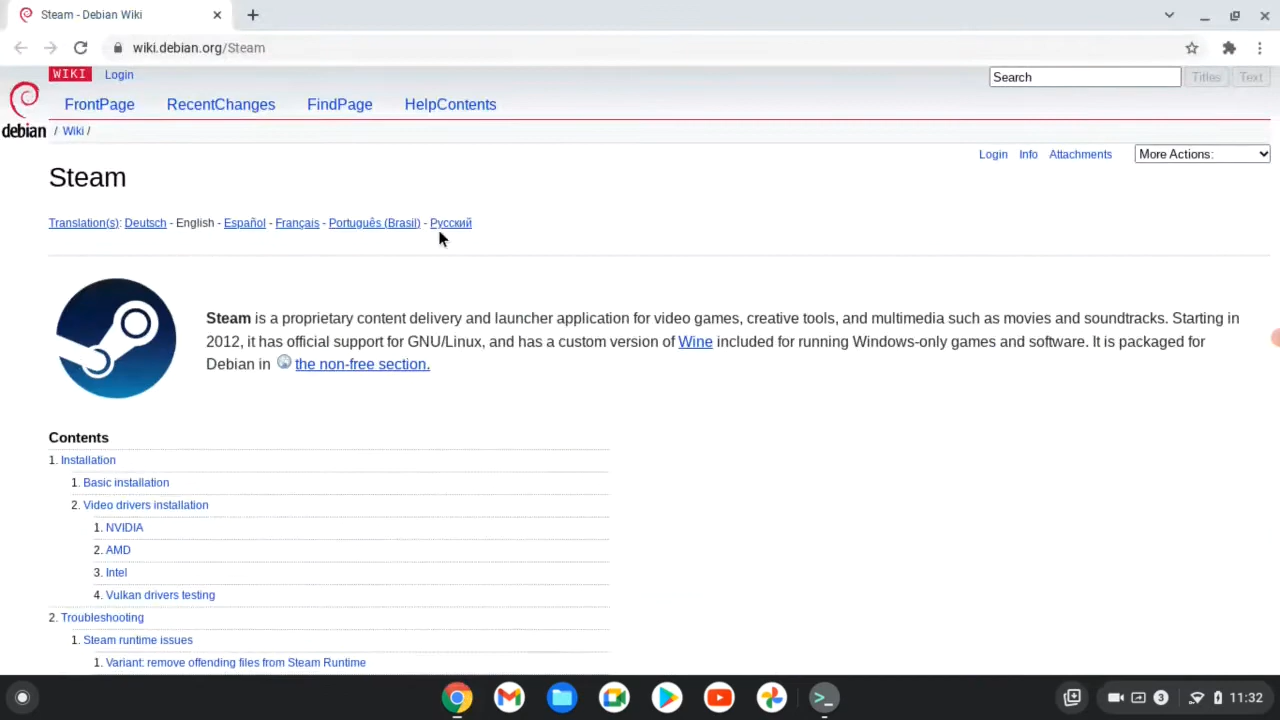 Steam - Debian Wiki
wiki.debian.org/Steam
WIKI Login
Search Titles Text
FrontPage RecentChanges FindPage HelpContents
debian / Wiki /
Login Info Attachments More Actions:
Steam
Translation(s): Deutsch - English - Español - Français - Português (Brasil) - Русский
Steam is a proprietary content delivery and launcher application for video games, creative tools, and multimedia such as movies and soundtracks. Starting in
2012, it has official support for GNU/Linux, and has a custom version of Wine included for running Windows-only games and software. It is packaged for
Debian in the non-free section.
Contents
1. Installation
1. Basic installation
2. Video drivers installation
1. NVIDIA
2. AMD
3. Intel
4. Vulkan drivers testing
2. Troubleshooting
1. Steam runtime issues
1. Variant: remove offending files from Steam Runtime
3 11:32